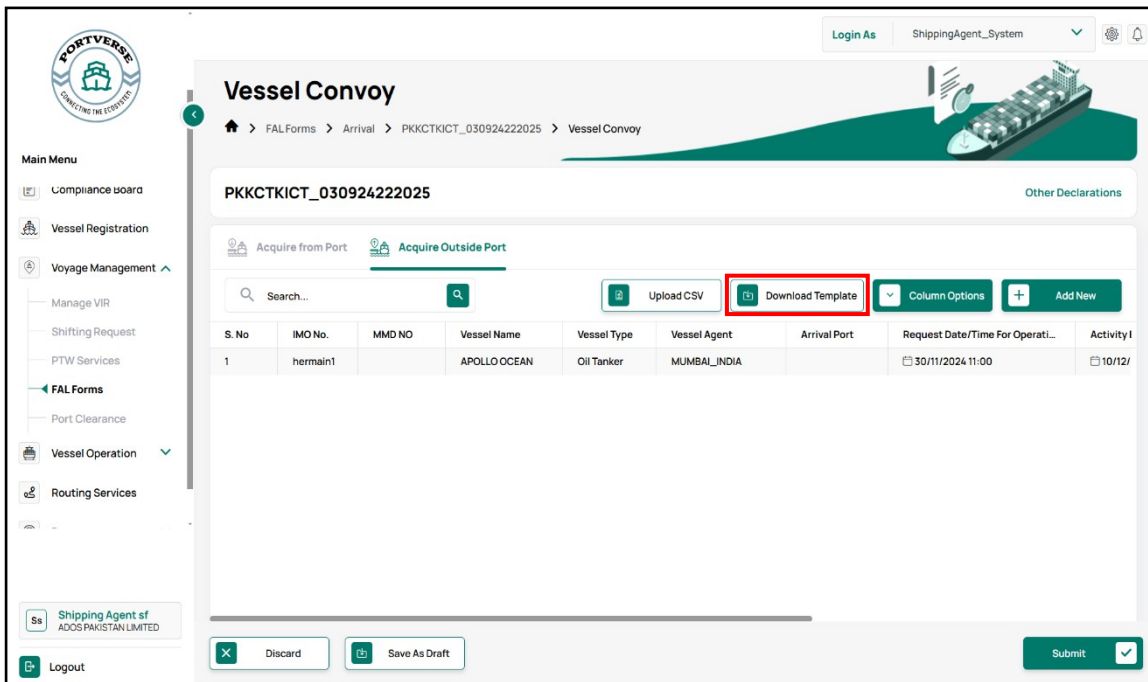 PORTVERSE
CONNECTING THE ECOSYSTEM
Login As ShippingAgent_System
Vessel Convoy
> FAL Forms > Arrival > PKKCTKICT_030924222025 > Vessel Convoy
Main Menu
Compliance Board
Vessel Registration
Voyage Management
Manage VIR
Shifting Request
PTW Services
FAL Forms
Port Clearance
Vessel Operation
Routing Services
Ss Shipping Agent sf
ADOS PAKISTAN LIMITED
Logout
PKKCTKICT_030924222025 Other Declarations
Acquire from Port Acquire Outside Port
Search... Upload CSV Download Template Column Options Add New
S. No IMO No. MMD NO Vessel Name Vessel Type Vessel Agent Arrival Port Request Date/Time For Operati... Activity
1 hermain1 APOLLO OCEAN Oil Tanker MUMBAI_INDIA 30/11/2024 11:00 10/12/
Discard Save As Draft Submit